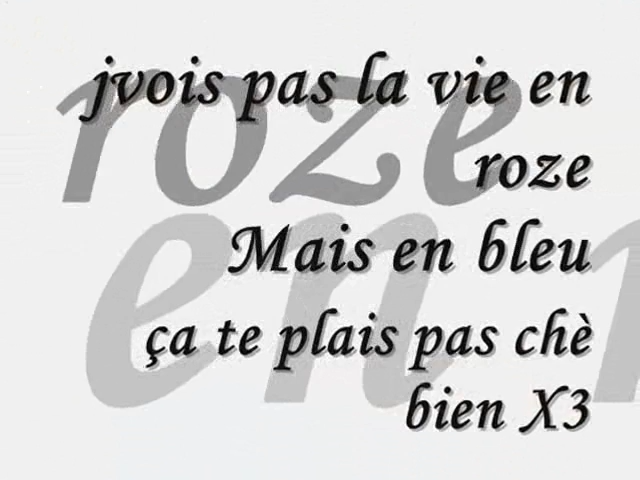 jvois pas la vie en
roze
Mais en bleu
ça te plais pas chè
bien X3
roze
en